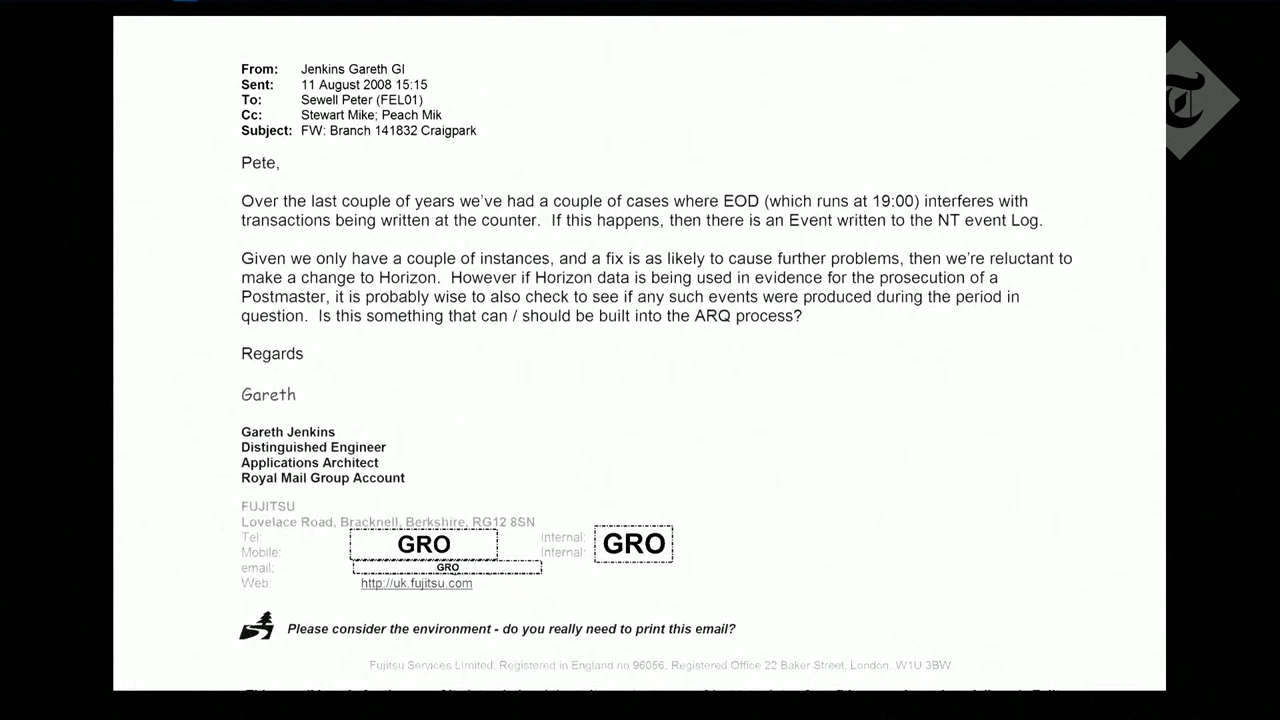 From: Jenkins Gareth GI
Sent: 11 August 2008 15:15
To: Sewell Peter (FEL01)
Cc: Stewart Mike; Peach Mik
Subject: FW: Branch 141832 Craigpark
Pete,
Over the last couple of years we've had a couple of cases where EOD (which runs at 19:00) interferes with
transactions being written at the counter. If this happens, then there is an Event written to the NT event Log.
Given we only have a couple of instances, and a fix is as likely to cause further problems, then we're reluctant to
make a change to Horizon. However if Horizon data is being used in evidence for the prosecution of a
Postmaster, it is probably wise to also check to see if any such events were produced during the period in
question. Is this something that can / should be built into the ARQ process?
Regards
Gareth
Gareth Jenkins
Distinguished Engineer
Applications Architect
Royal Mail Group Account
FUJITSU
Lovelace Road, Bracknell, Berkshire, RG12 8SN
Tel: GRO Internal: GRO
Mobile: Internal:
email: GRO
Web: http://uk.fujitsu.com
Please consider the environment - do you really need to print this email?
Fujitsu Services Limited, Registered in England no 96056, Registered Office 22 Baker Street, London, W1U 3BW
T